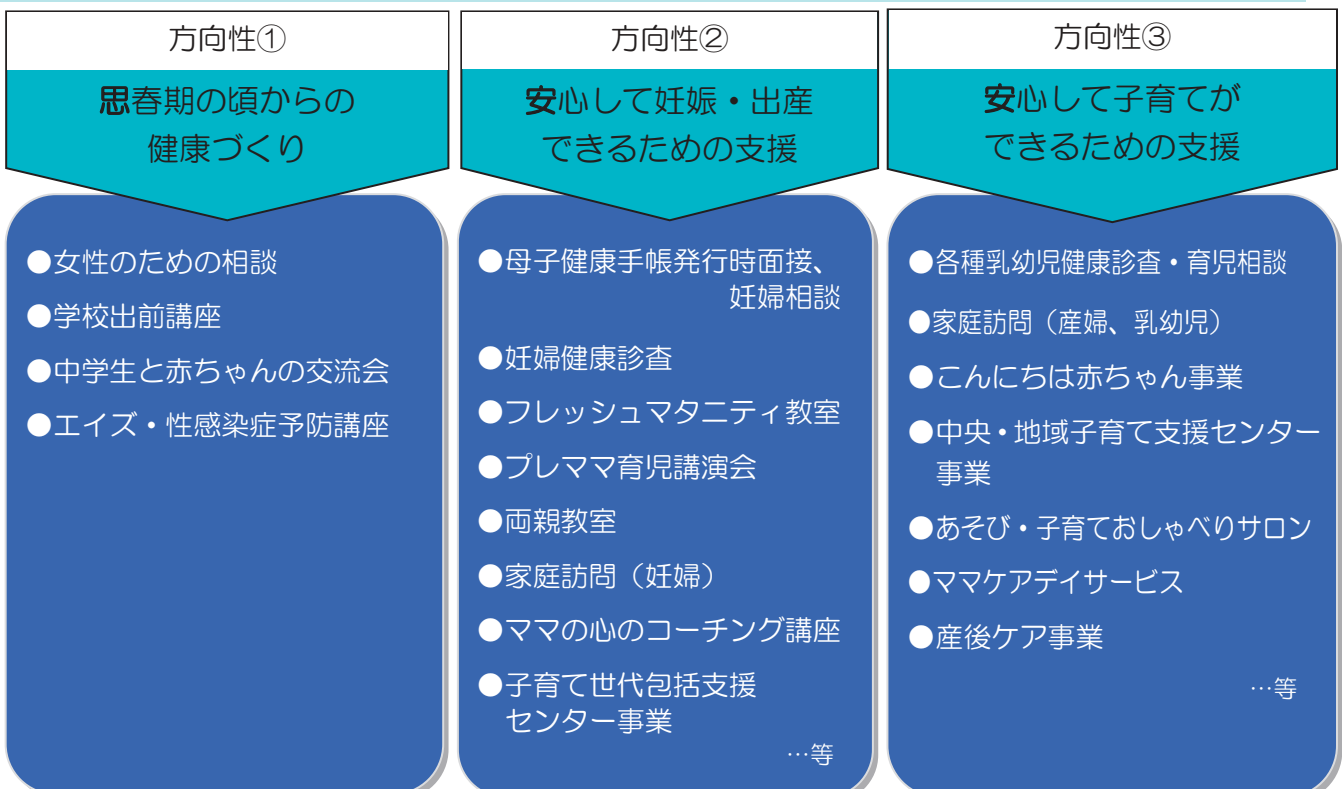 方向性①
思春期の頃からの
健康づくり
●女性のための相談
●学校出前講座
●中学生と赤ちゃんの交流会
●エイズ・性感染症予防講座
方向性②
安心して妊娠・出産
できるための支援
●母子健康手帳発行時面接、
妊婦相談
●妊婦健康診査
●フレッシュマタニティ教室
●プレママ育児講演会
●両親教室
●家庭訪問（妊婦）
●ママの心のコーチング講座
●子育て世代包括支援
センター事業
…等
方向性③
安心して子育てが
できるための支援
●各種乳幼児健康診査・育児相談
●家庭訪問（産婦、乳幼児）
●こんにちは赤ちゃん事業
●中央・地域子育て支援センター
事業
●あそび・子育ておしゃべりサロン
●ママケアデイサービス
●産後ケア事業
…等